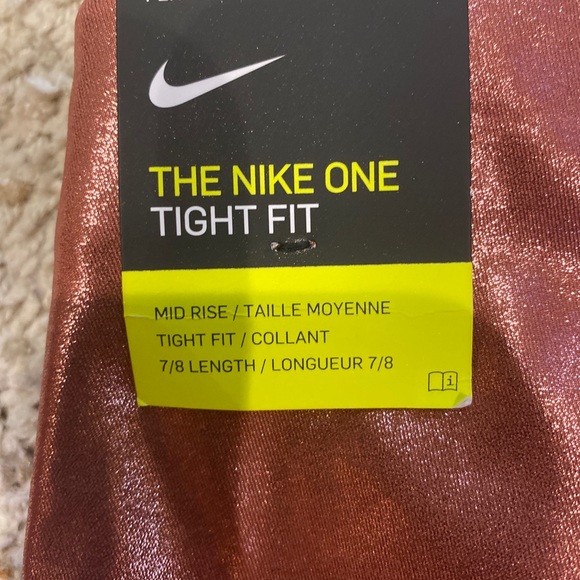 THE NIKE ONE
TIGHT FIT
MID RISE / TAILLE MOYENNE
TIGHT FIT / COLLANT
7/8 LENGTH / LONGUEUR 7/8
i